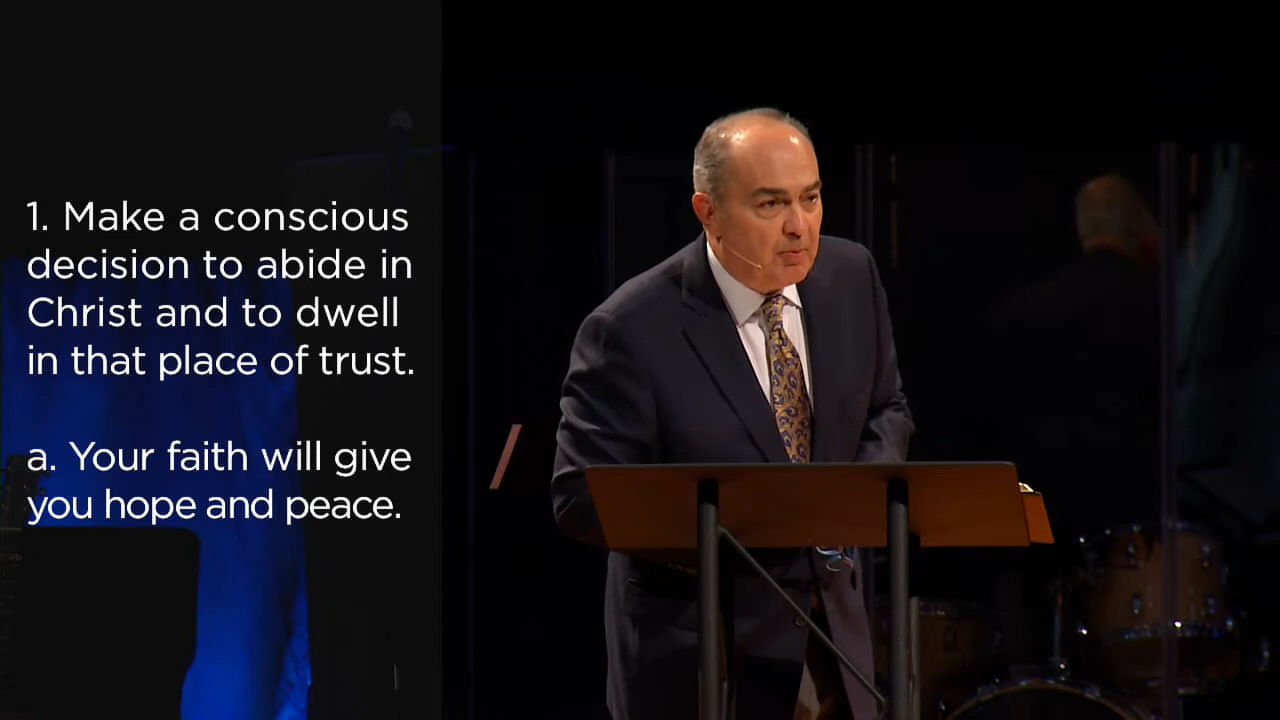 1. Make a conscious
decision to abide in
Christ and to dwell
in that place of trust.
a. Your faith will give
you hope and peace.